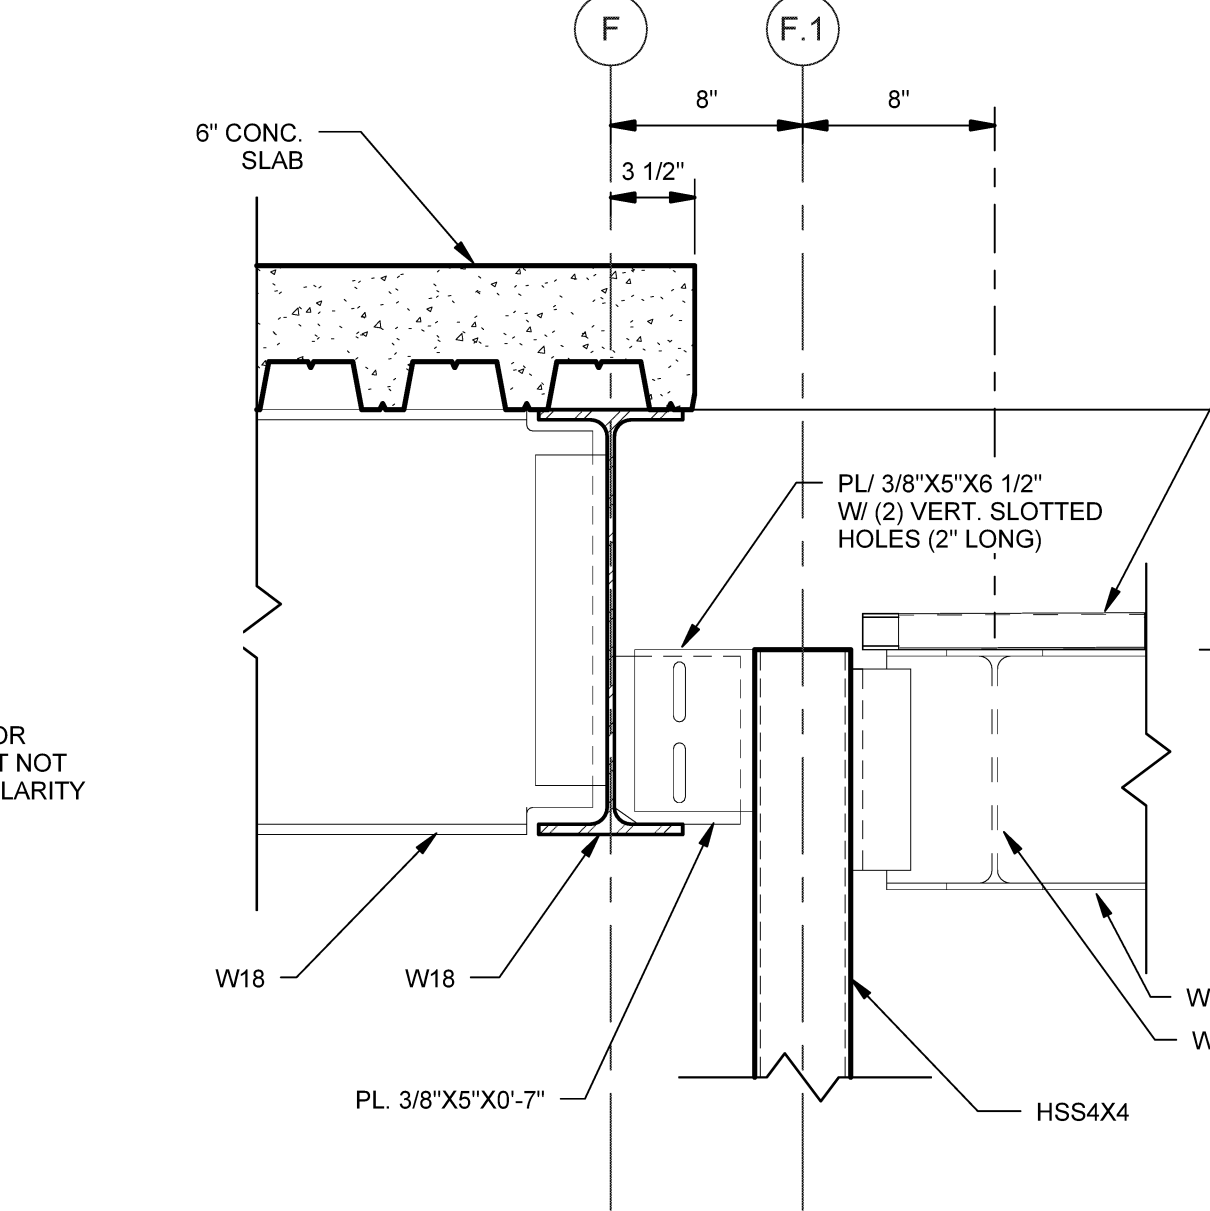 F
F.1
8"
8"
6" CONC.
SLAB
3 1/2"
PL/ 3/8"X5"X6 1/2"
W/ (2) VERT. SLOTTED
HOLES (2" LONG)
OR
T NOT
LARITY
W18
W18
W
W
PL. 3/8"X5"X0'-7"
HSS4X4